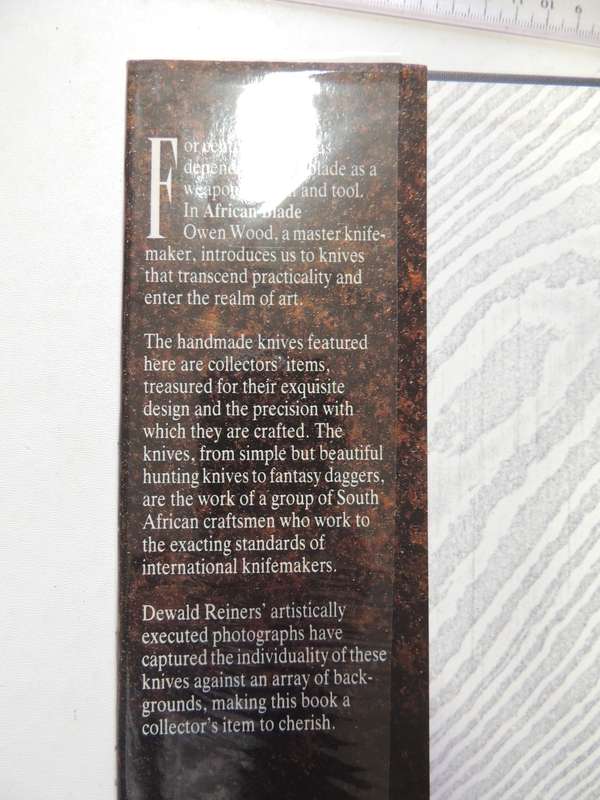 For
depen blade as a
weapon and tool.
In African Blade
Owen Wood, a master knife-
maker, introduces us to knives
that transcend practicality and
enter the realm of art.
The handmade knives featured
here are collectors' items,
treasured for their exquisite
design and the precision with
which they are crafted. The
knives, from simple but beautiful
hunting knives to fantasy daggers,
are the work of a group of South
African craftsmen who work to
the exacting standards of
international knifemakers.
Dewald Reiners' artistically
executed photographs have
captured the individuality of these
knives against an array of back-
grounds, making this book a
collector's item to cherish.
9 10 11